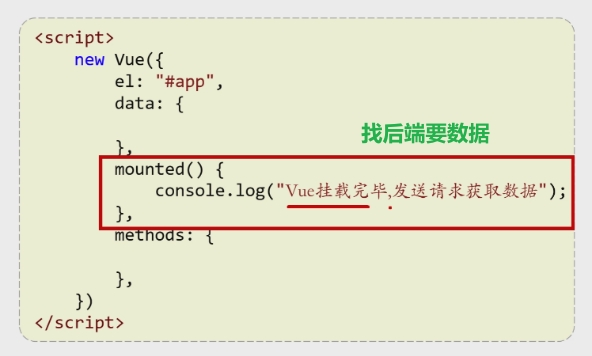 <script>
new Vue({
el: "#app",
data: {
找后端要数据
},
mounted() {
console.log("Vue挂载完毕,发送请求获取数据");
},
methods: {
},
})
</script>